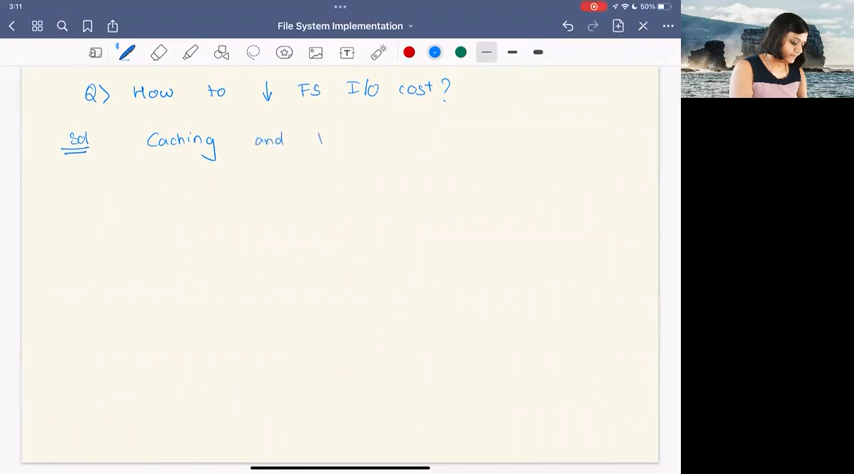 3:11
50%
File System Implementation
T
Q> How to ↓ FS I/O cost?
Sol Caching and